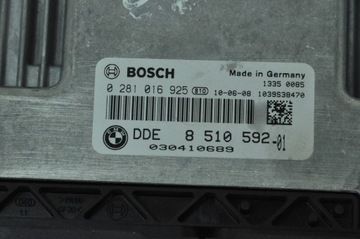 BOSCH
Made in Germany
1335 0085
0 281 016 925 10-06-08 1039S38470
DDE 8 510 592-01
030410689